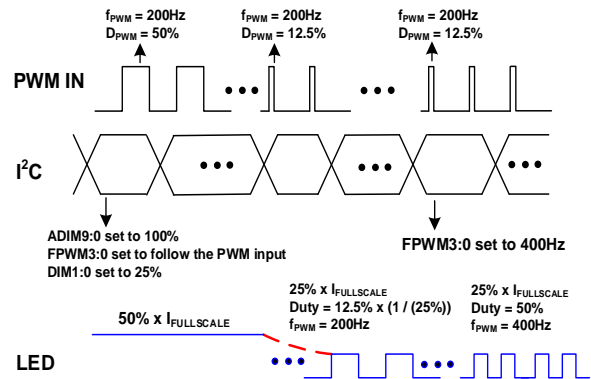 fPWM = 200Hz
DPWM = 50%
fPWM = 200Hz
DPWM = 12.5%
fPWM = 200Hz
DPWM = 12.5%
PWM IN
I²C
ADIM9:0 set to 100%
FPWM3:0 set to follow the PWM input
DIM1:0 set to 25%
FPWM3:0 set to 400Hz
50% x IFULLSCALE
25% x IFULLSCALE
Duty = 12.5% x (1 / (25%))
fPWM = 200Hz
25% x IFULLSCALE
Duty = 50%
fPWM = 400Hz
LED